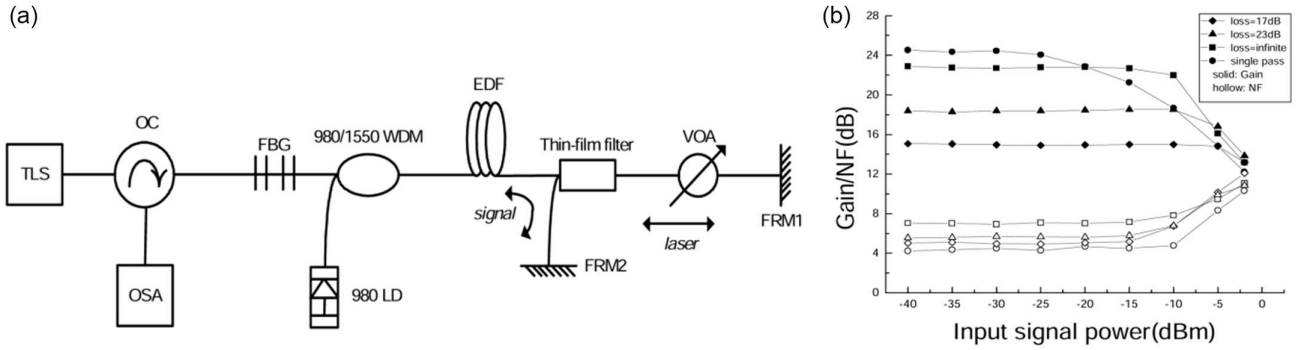 (a)
TLS
OC
OSA
FBG
980/1550 WDM
980 LD
EDF
signal
Thin-film filter
FRM2
VOA
laser
FRM1
(b)
Gain/NF(dB)
28
24
20
16
12
8
4
0
loss=17dB
loss=23dB
loss=infinite
single pass
solid: Gain
hollow: NF
-40 -35 -30 -25 -20 -15 -10 -5 0
Input signal power(dBm)